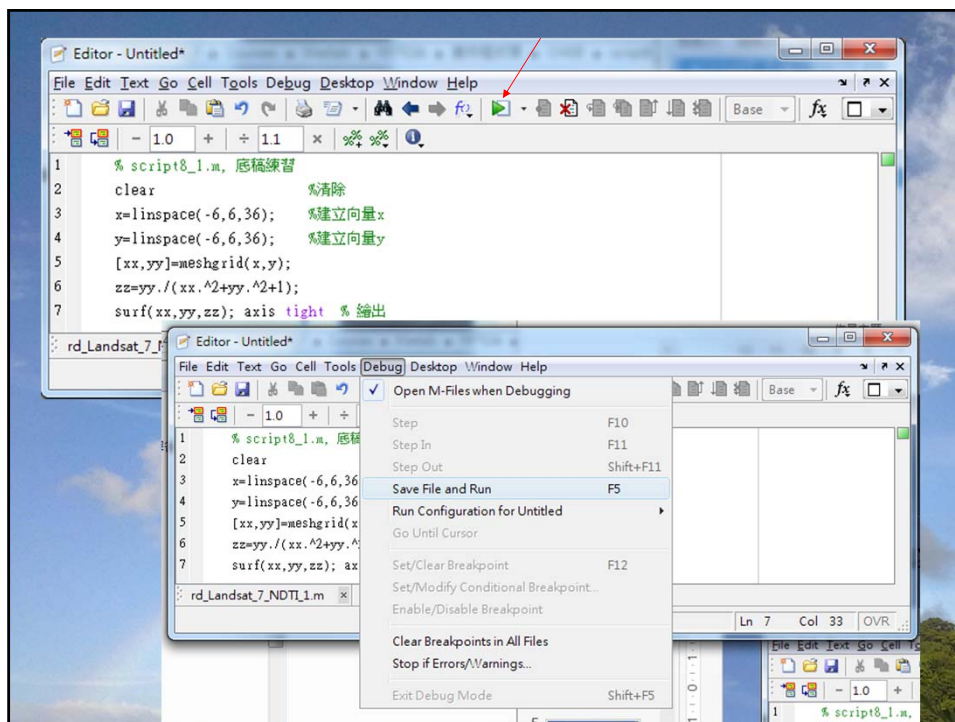 Editor - Untitled*
File Edit Text Go Cell Tools Debug Desktop Window Help
Base
fx
- 1.0 + ÷ 1.1 ×
1 % script8_1.m, 底稿練習
2 clear %清除
3 x=linspace(-6,6,36); %建立向量x
4 y=linspace(-6,6,36); %建立向量y
5 [xx,yy]=meshgrid(x,y);
6 zz=yy./(xx.^2+yy.^2+1);
7 surf(xx,yy,zz); axis tight % 繪出
rd_Landsat_7_N
Editor - Untitled*
File Edit Text Go Cell Tools Debug Desktop Window Help
Base
fx
- 1.0 + ÷
1 % script8_1.m, 底稿
2 clear
3 x=linspace(-6,6,36
4 y=linspace(-6,6,36
5 [xx,yy]=meshgrid(x
6 zz=yy./(xx.^2+yy.^
7 surf(xx,yy,zz); ax
rd_Landsat_7_NDTI_1.m ×
Open M-Files when Debugging
Step F10
Step In F11
Step Out Shift+F11
Save File and Run F5
Run Configuration for Untitled
Go Until Cursor
Set/Clear Breakpoint F12
Set/Modify Conditional Breakpoint...
Enable/Disable Breakpoint
Clear Breakpoints in All Files
Stop if Errors/Warnings...
Exit Debug Mode Shift+F5
Ln 7 Col 33 OVR
File Edit Text Go Cell
- 1.0 +
1 % script8_1.m,